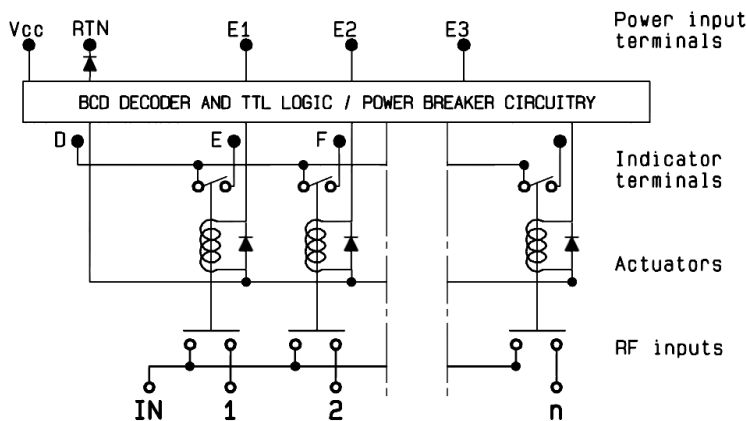 Power input
terminals
Vcc RTN E1 E2 E3
BCD DECODER AND TTL LOGIC / POWER BREAKER CIRCUITRY
D E F
Indicator
terminals
Actuators
RF inputs
IN 1 2 n